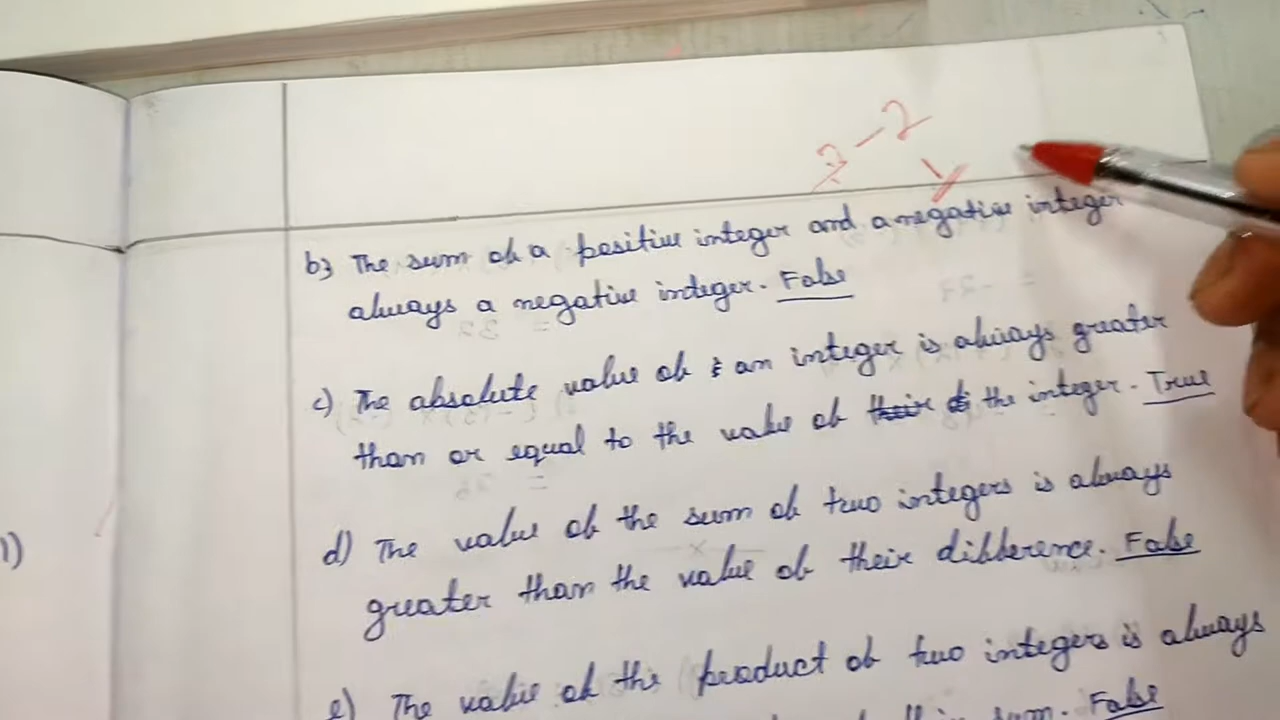 3 - 2
b) The sum of a positive integer and a negative integer
always a negative integer. False
c) The absolute value of an integer is always greater
than or equal to the value of the integer. True
1)
d) The value of the sum of two integers is always
greater than the value of their difference. False
e) The value of the product of two integers is always
sum. False